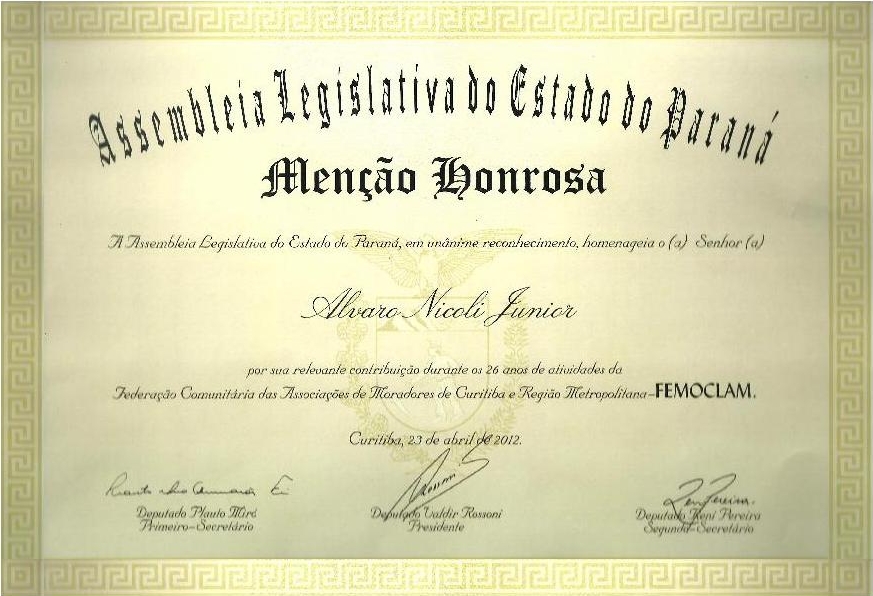 Assembleia Legislativa do Estado do Paraná
Menção Honrosa
A Assembleia Legislativa do Estado do Paraná, em unânime reconhecimento, homenageia o (a) Senhor (a)
Alvaro Nicoli Junior
por sua relevante contribuição durante os 26 anos de atividades da
Federação Comunitária das Associações de Moradores de Curitiba e Região Metropolitana-FEMOCLAM.
Curitiba, 23 de abril de 2012.
Rossoni
Reni Pereira
Deputado Plauto Miró
Primeiro-Secretário
Deputado Valdir Rossoni
Presidente
Deputado Reni Pereira
Segundo-Secretário